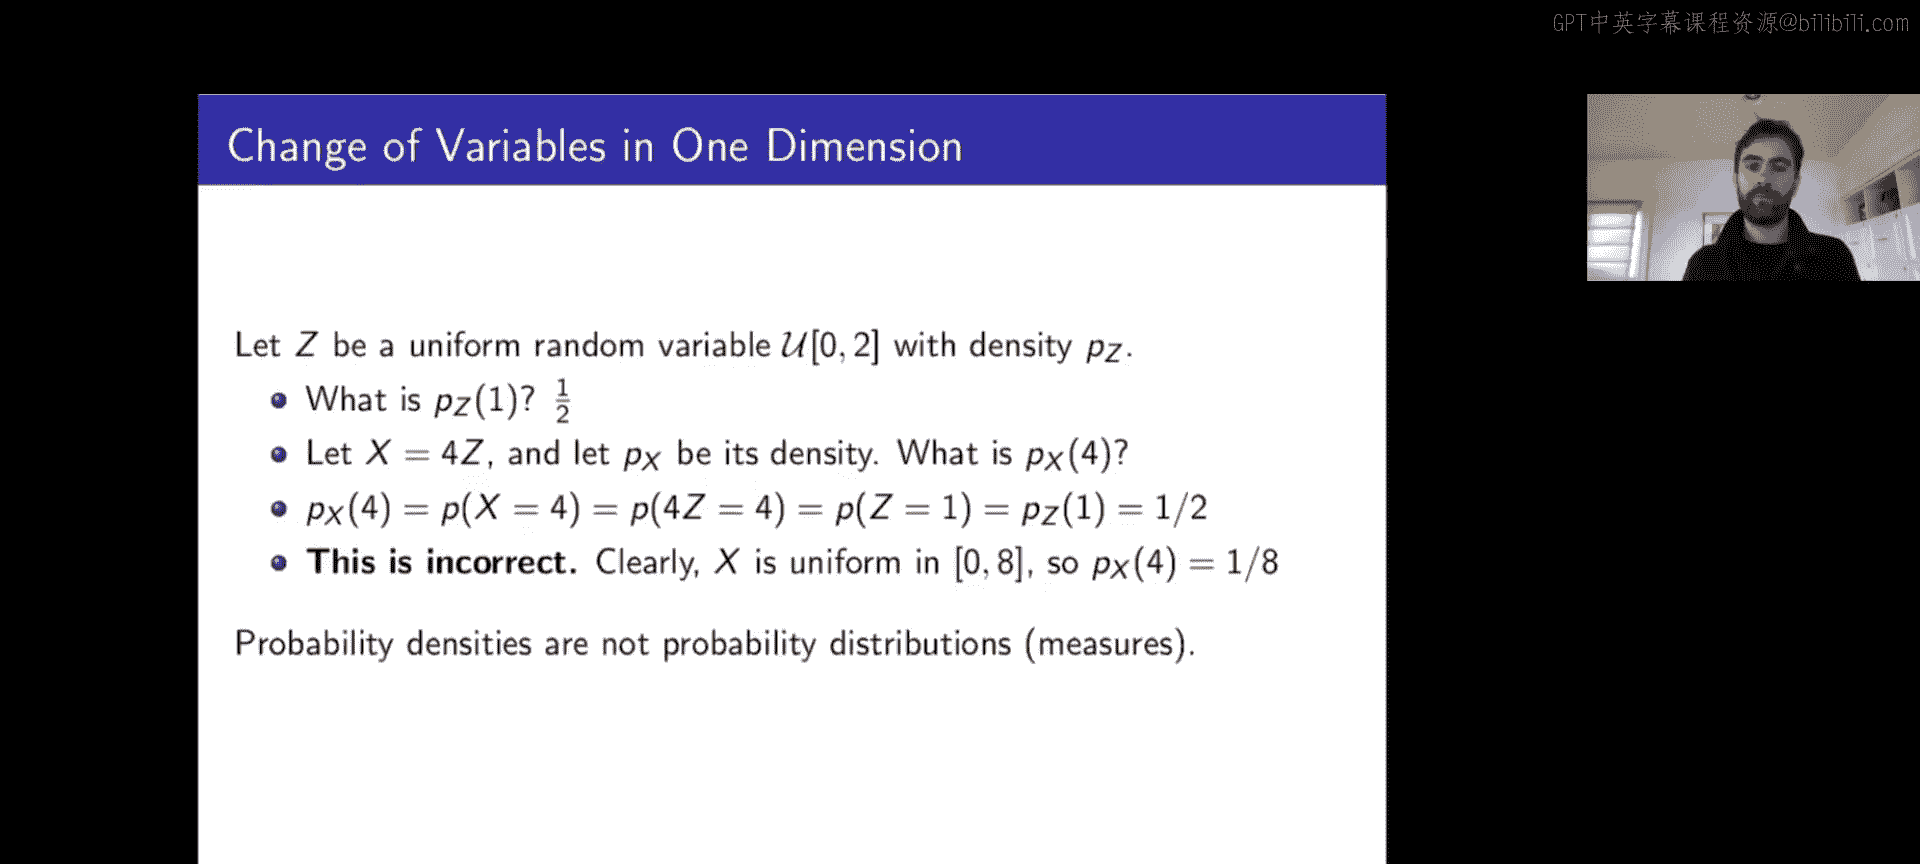 GPT中英字幕课程资源@bilibili.com
Change of Variables in One Dimension
Let Z be a uniform random variable 𝒰[0, 2] with density p_Z.
• What is p_Z(1)? 1/2
• Let X = 4Z, and let p_X be its density. What is p_X(4)?
• p_X(4) = p(X = 4) = p(4Z = 4) = p(Z = 1) = p_Z(1) = 1/2
• This is incorrect. Clearly, X is uniform in [0, 8], so p_X(4) = 1/8
Probability densities are not probability distributions (measures).